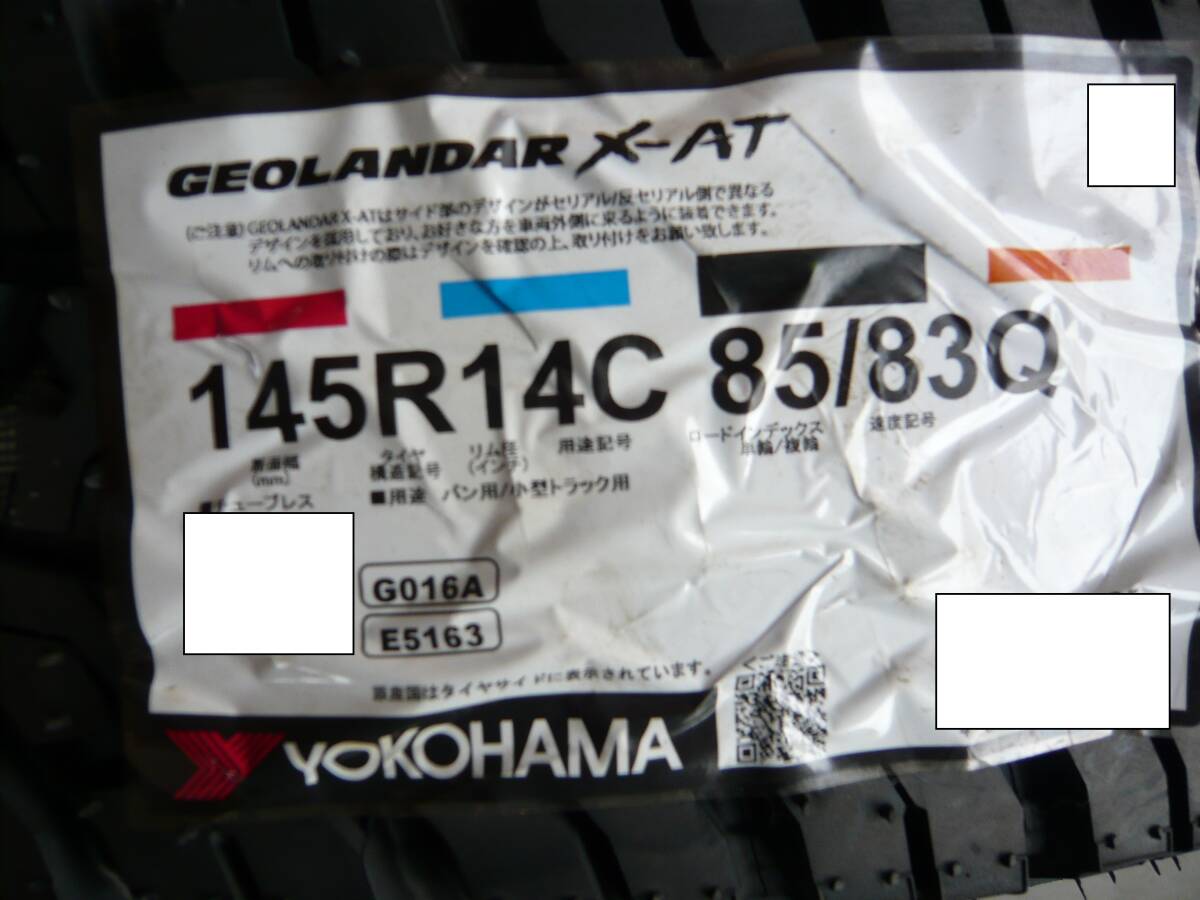 GEOLANDAR X-AT
(ご注意) GEOLANDAR X-ATはサイド部のデザインがセリアル/反セリアル側で異なる
デザインを採用しており、お好きな方を車両外側に来るように装着できます。
リムへの取り付けの際はデザインを確認の上、取り付けをお願い致します。
145R14C 85/83Q
断面幅
(mm)
タイヤ
構造記号
リム径
(インチ)
用途記号
ロードインデックス
単輪/複輪
速度記号
■チューブレス
■用途 バン用/小型トラック用
G016A
E5163
原産国はタイヤサイドに表示されています。
YOKOHAMA